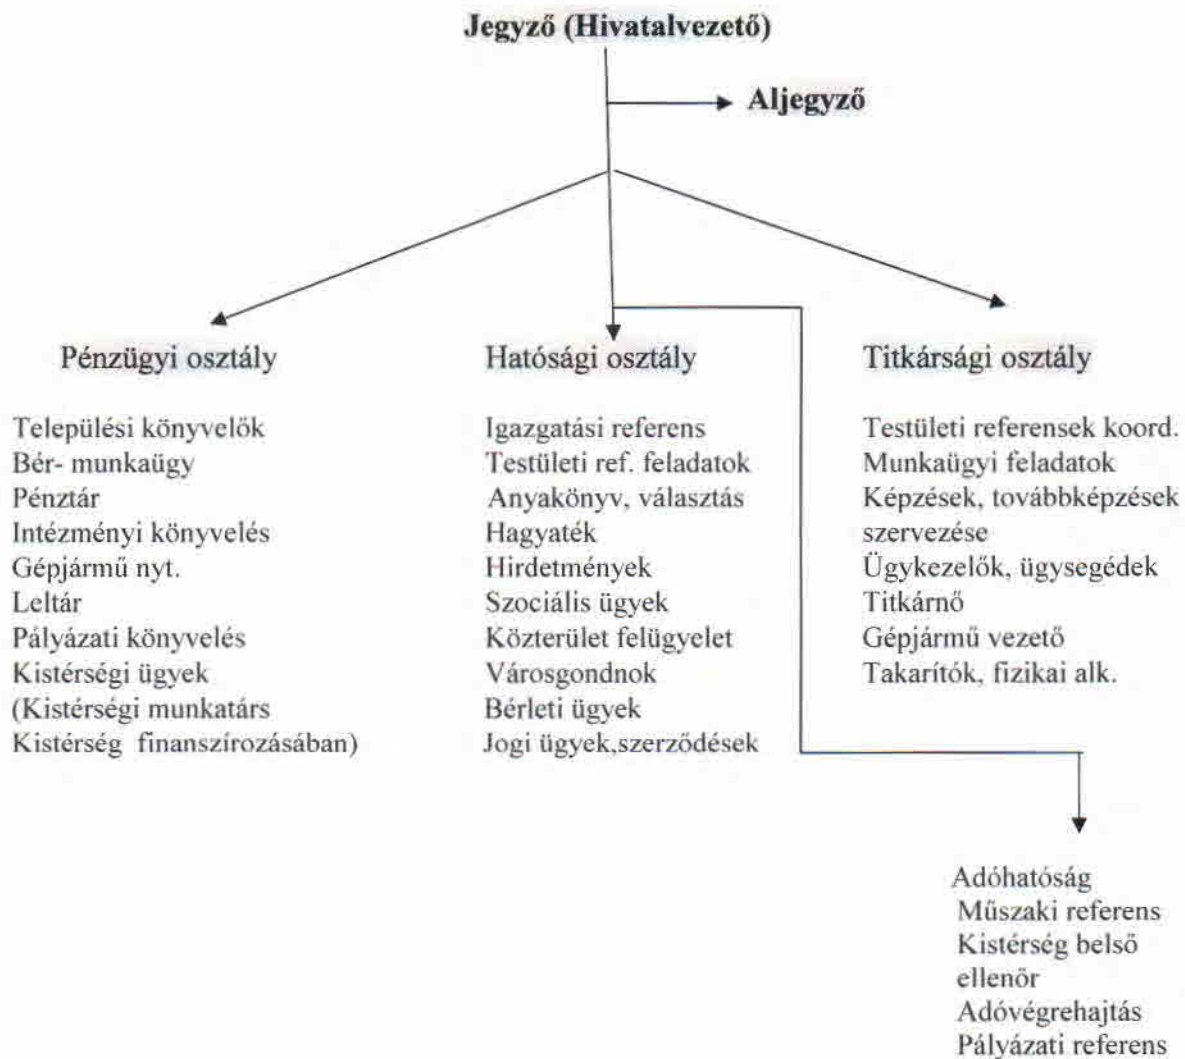 Jegyző (Hivatalvezető)
Aljegyző
Pénzügyi osztály
Települési könyvelők
Bér- munkaügy
Pénztár
Intézményi könyvelés
Gépjármű nyt.
Leltár
Pályázati könyvelés
Kistérségi ügyek
(Kistérségi munkatárs
Kistérség finanszírozásában)
Hatósági osztály
Igazgatási referens
Testületi ref. feladatok
Anyakönyv, választás
Hagyaték
Hirdetmények
Szociális ügyek
Közterület felügyelet
Városgondnok
Bérleti ügyek
Jogi ügyek,szerződések
Titkársági osztály
Testületi referensek koord.
Munkaügyi feladatok
Képzések, továbbképzések
szervezése
Ügykezelők, ügysegédek
Titkárnő
Gépjármű vezető
Takarítók, fizikai alk.
Adóhatóság
Műszaki referens
Kistérség belső
ellenőr
Adóvégrehajtás
Pályázati referens